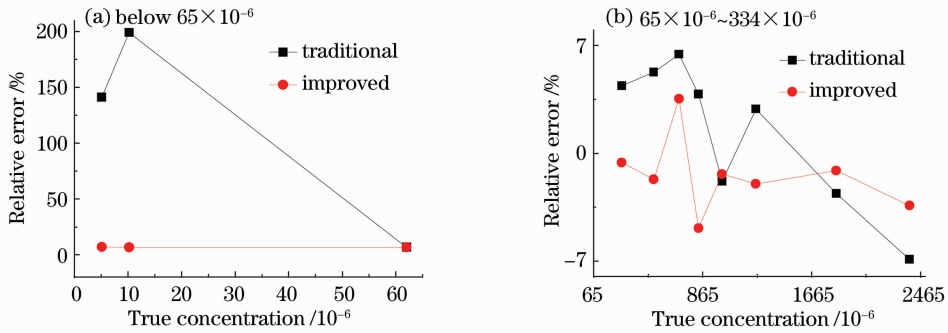 (a) below 65×10⁻⁶
200
150
100
50
0
Relative error /%
traditional
improved
0 10 20 30 40 50 60
True concentration /10⁻⁶
(b) 65×10⁻⁶~334×10⁻⁶
7
0
−7
Relative error /%
traditional
improved
65 865 1665 2465
True concentration /10⁻⁶